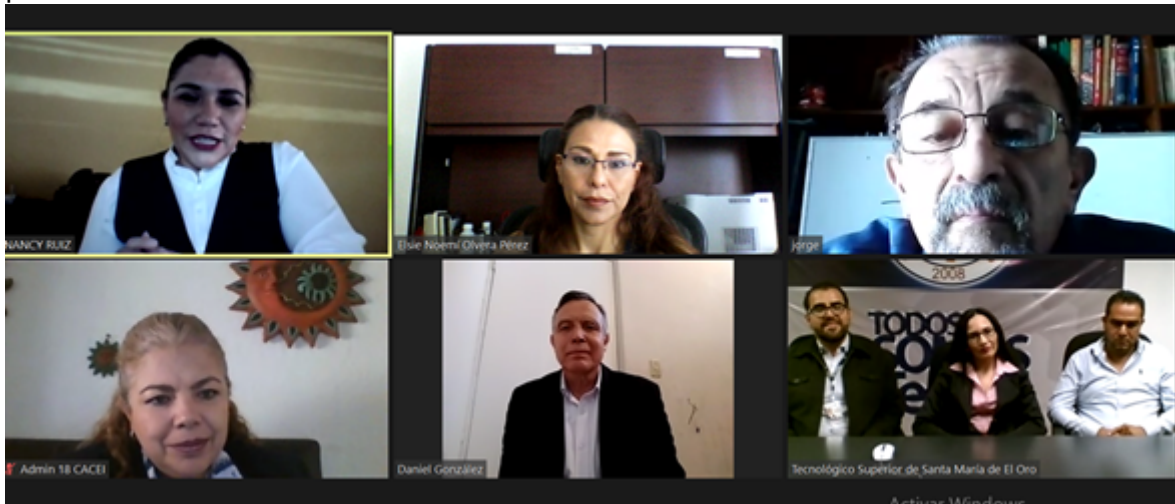 NANCY RUIZ
Elsie Noemí Olvera Pérez
jorge
2008
TODOS
Admin 18 CACEI
Daniel González
Tecnológico Superior de Santa María de El Oro
Activar Windows